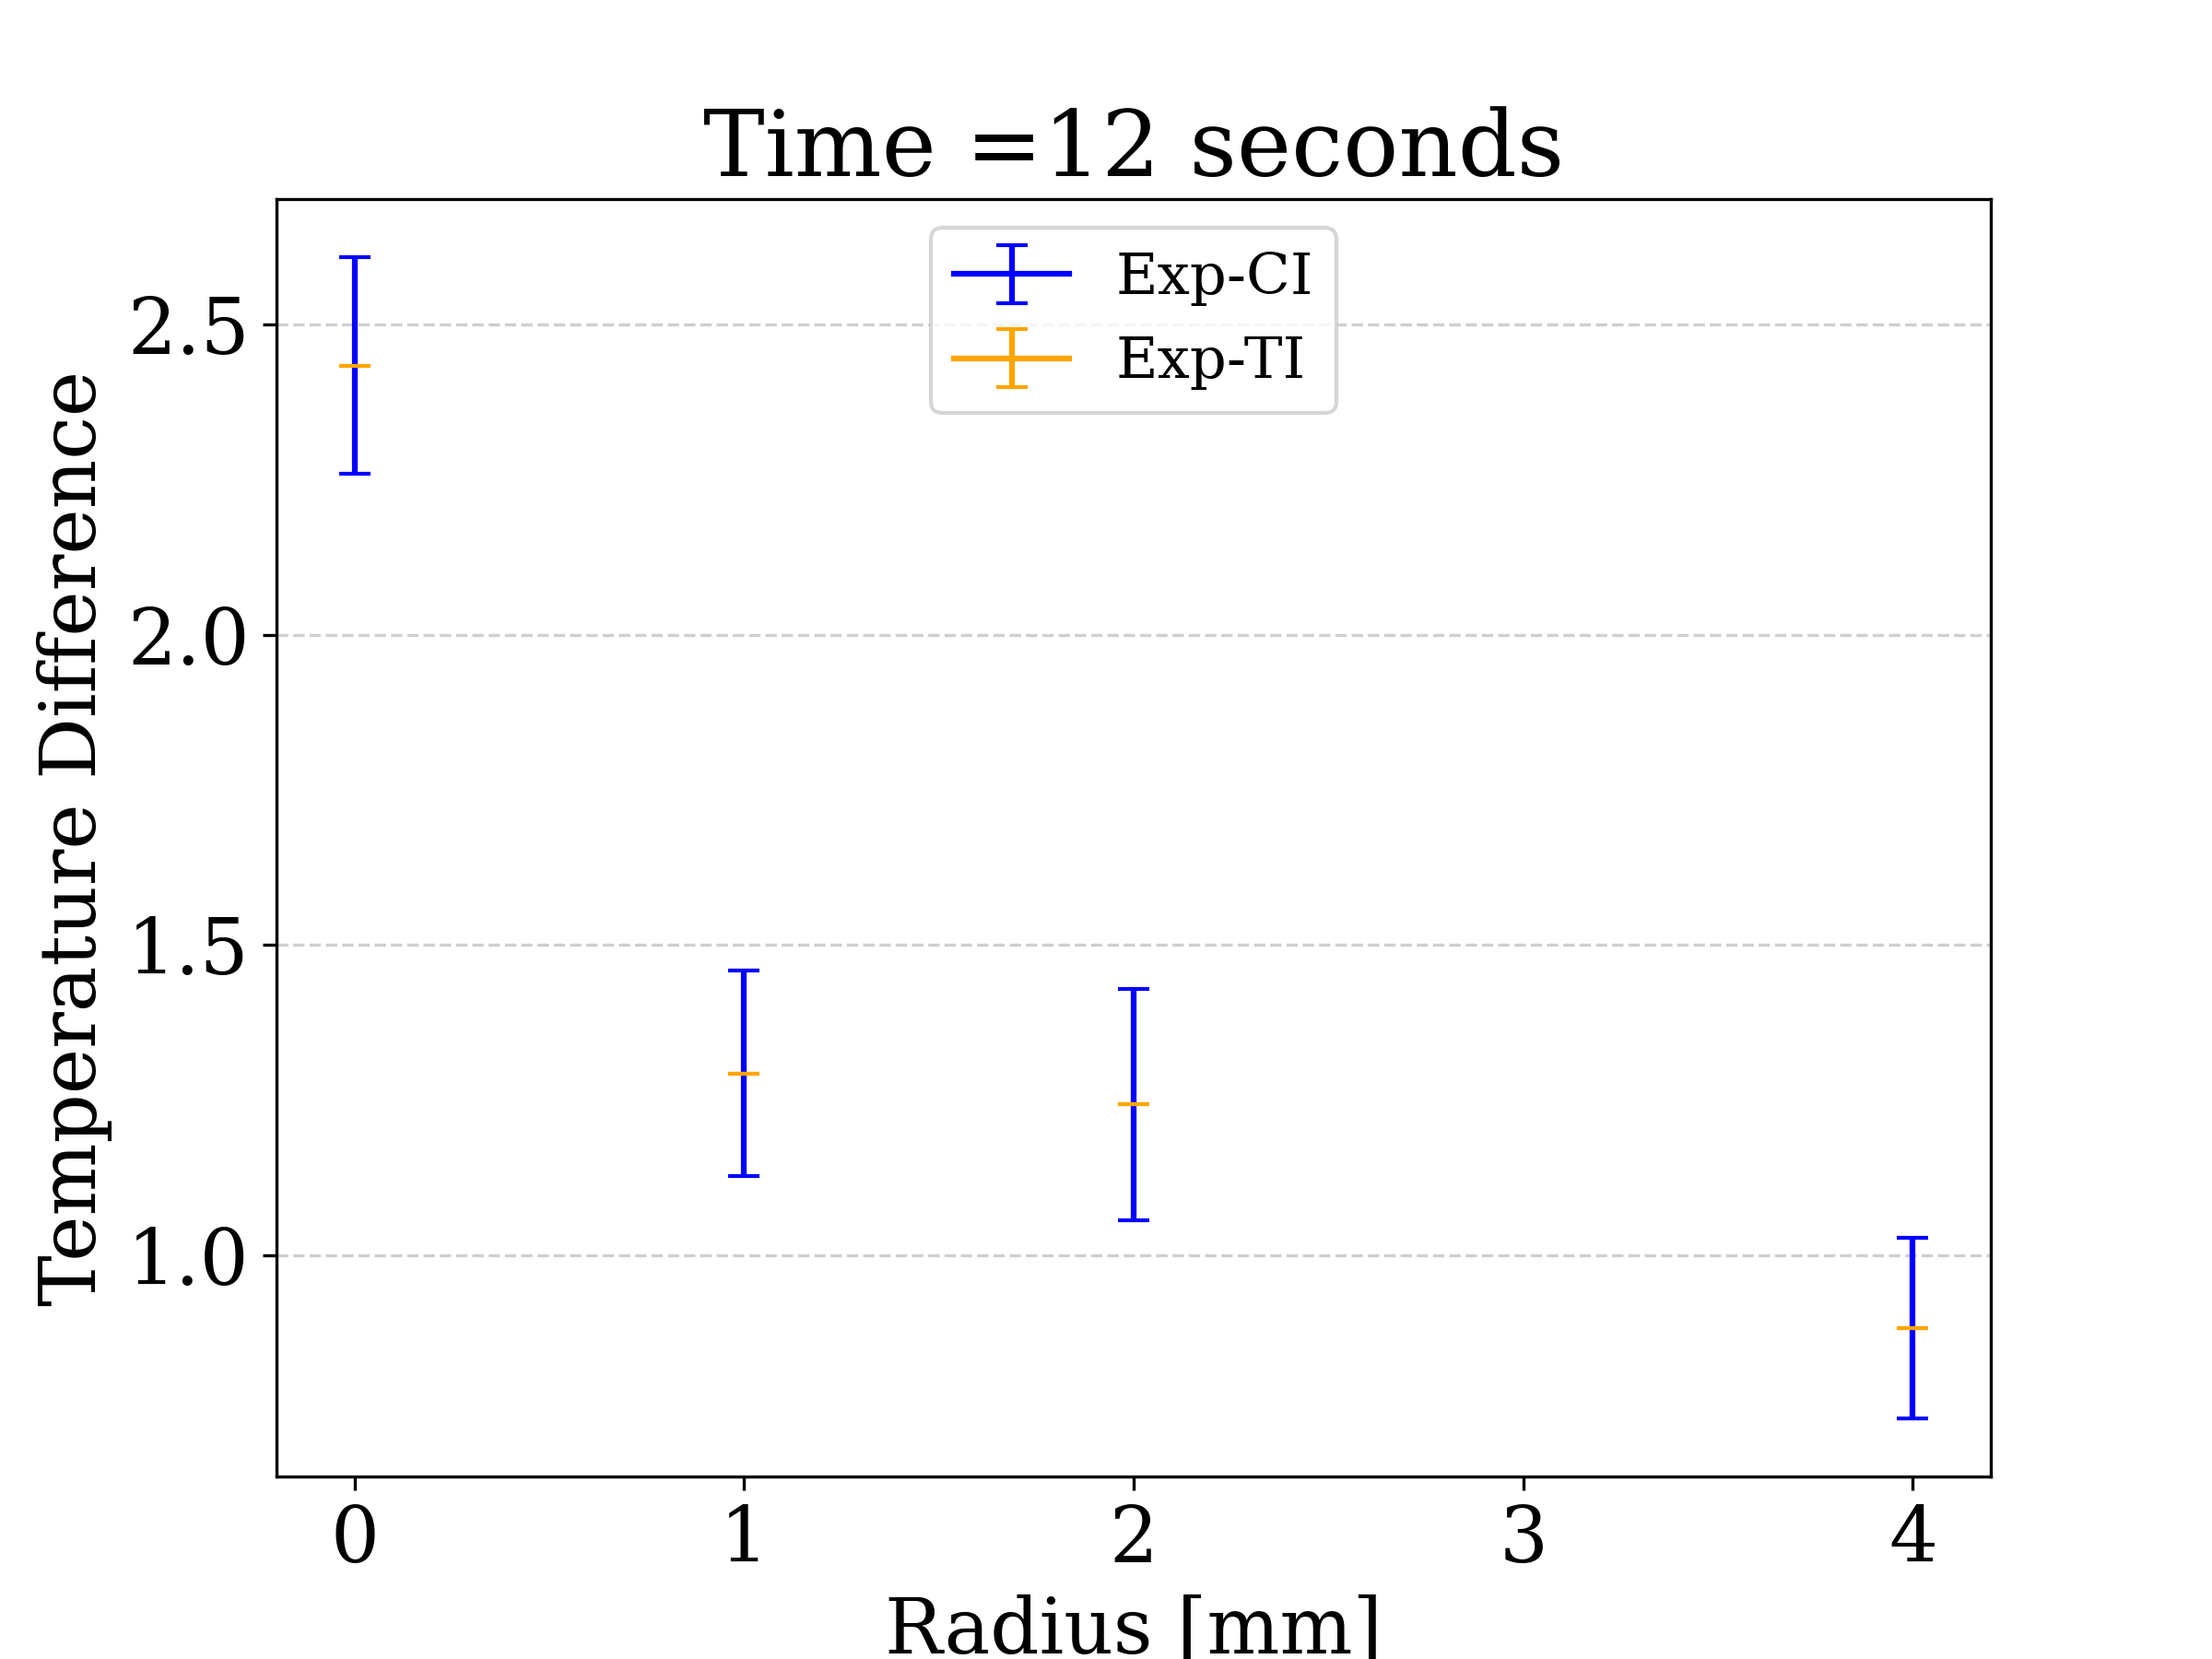 Time =12 seconds
Exp-CI
Exp-TI
Temperature Difference
2.5
2.0
1.5
1.0
0 1 2 3 4
Radius [mm]